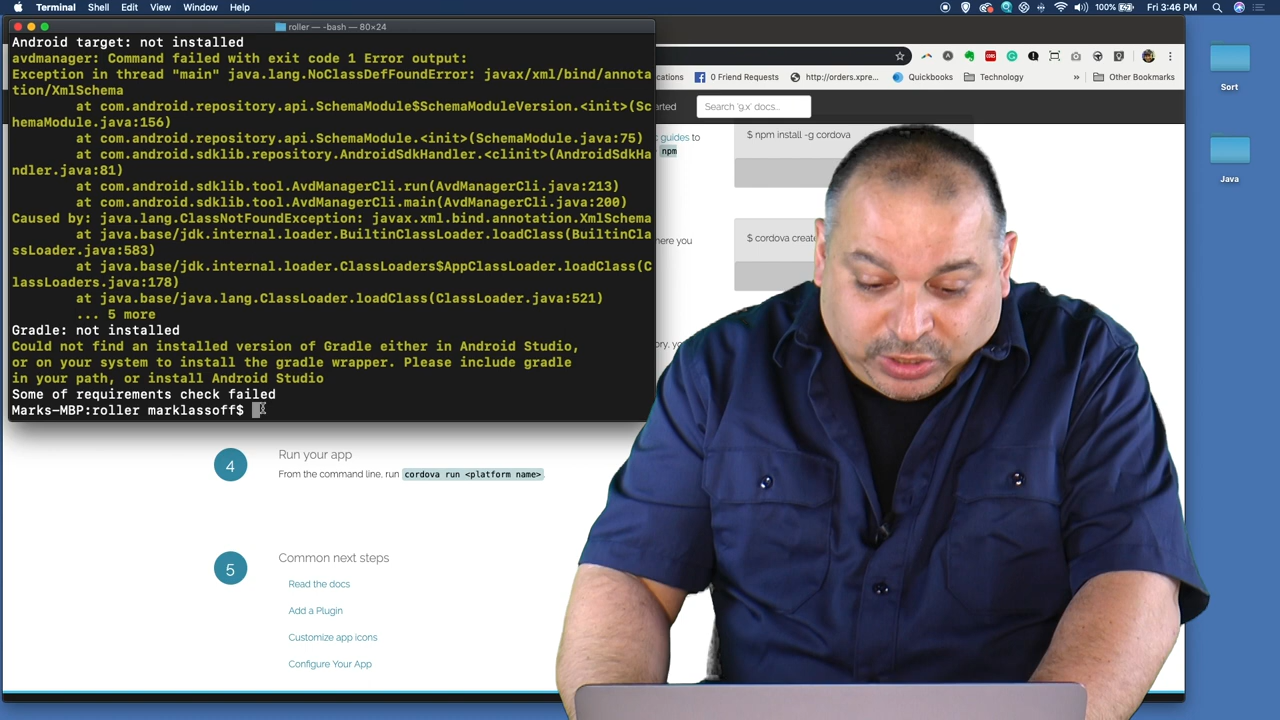 Terminal Shell Edit View Window Help
100% Fri 3:46 PM
roller — -bash — 80×24
Android target: not installed
avdmanager: Command failed with exit code 1 Error output:
Exception in thread "main" java.lang.NoClassDefFoundError: javax/xml/bind/annota
tion/XmlSchema
at com.android.repository.api.SchemaModule$SchemaModuleVersion.<init>(Sc
hemaModule.java:156)
at com.android.repository.api.SchemaModule.<init>(SchemaModule.java:75)
at com.android.sdklib.repository.AndroidSdkHandler.<clinit>(AndroidSdkHa
ndler.java:81)
at com.android.sdklib.tool.AvdManagerCli.run(AvdManagerCli.java:213)
at com.android.sdklib.tool.AvdManagerCli.main(AvdManagerCli.java:200)
Caused by: java.lang.ClassNotFoundException: javax.xml.bind.annotation.XmlSchema
at java.base/jdk.internal.loader.BuiltinClassLoader.loadClass(BuiltinCla
ssLoader.java:583)
at java.base/jdk.internal.loader.ClassLoaders$AppClassLoader.loadClass(C
lassLoaders.java:178)
at java.base/java.lang.ClassLoader.loadClass(ClassLoader.java:521)
... 5 more
Gradle: not installed
Could not find an installed version of Gradle either in Android Studio,
or on your system to install the gradle wrapper. Please include gradle
in your path, or install Android Studio
Some of requirements check failed
Marks-MBP:roller marklassoff$
cations 0 Friend Requests http://orders.xpre... Quickbooks Technology » Other Bookmarks
arted Search '9.x' docs...
guides to
npm
$ npm install -g cordova
here you
$ cordova create
ory, yo
4 Run your app
From the command line, run cordova run <platform name>
5 Common next steps
Read the docs
Add a Plugin
Customize app icons
Configure Your App
Sort
Java